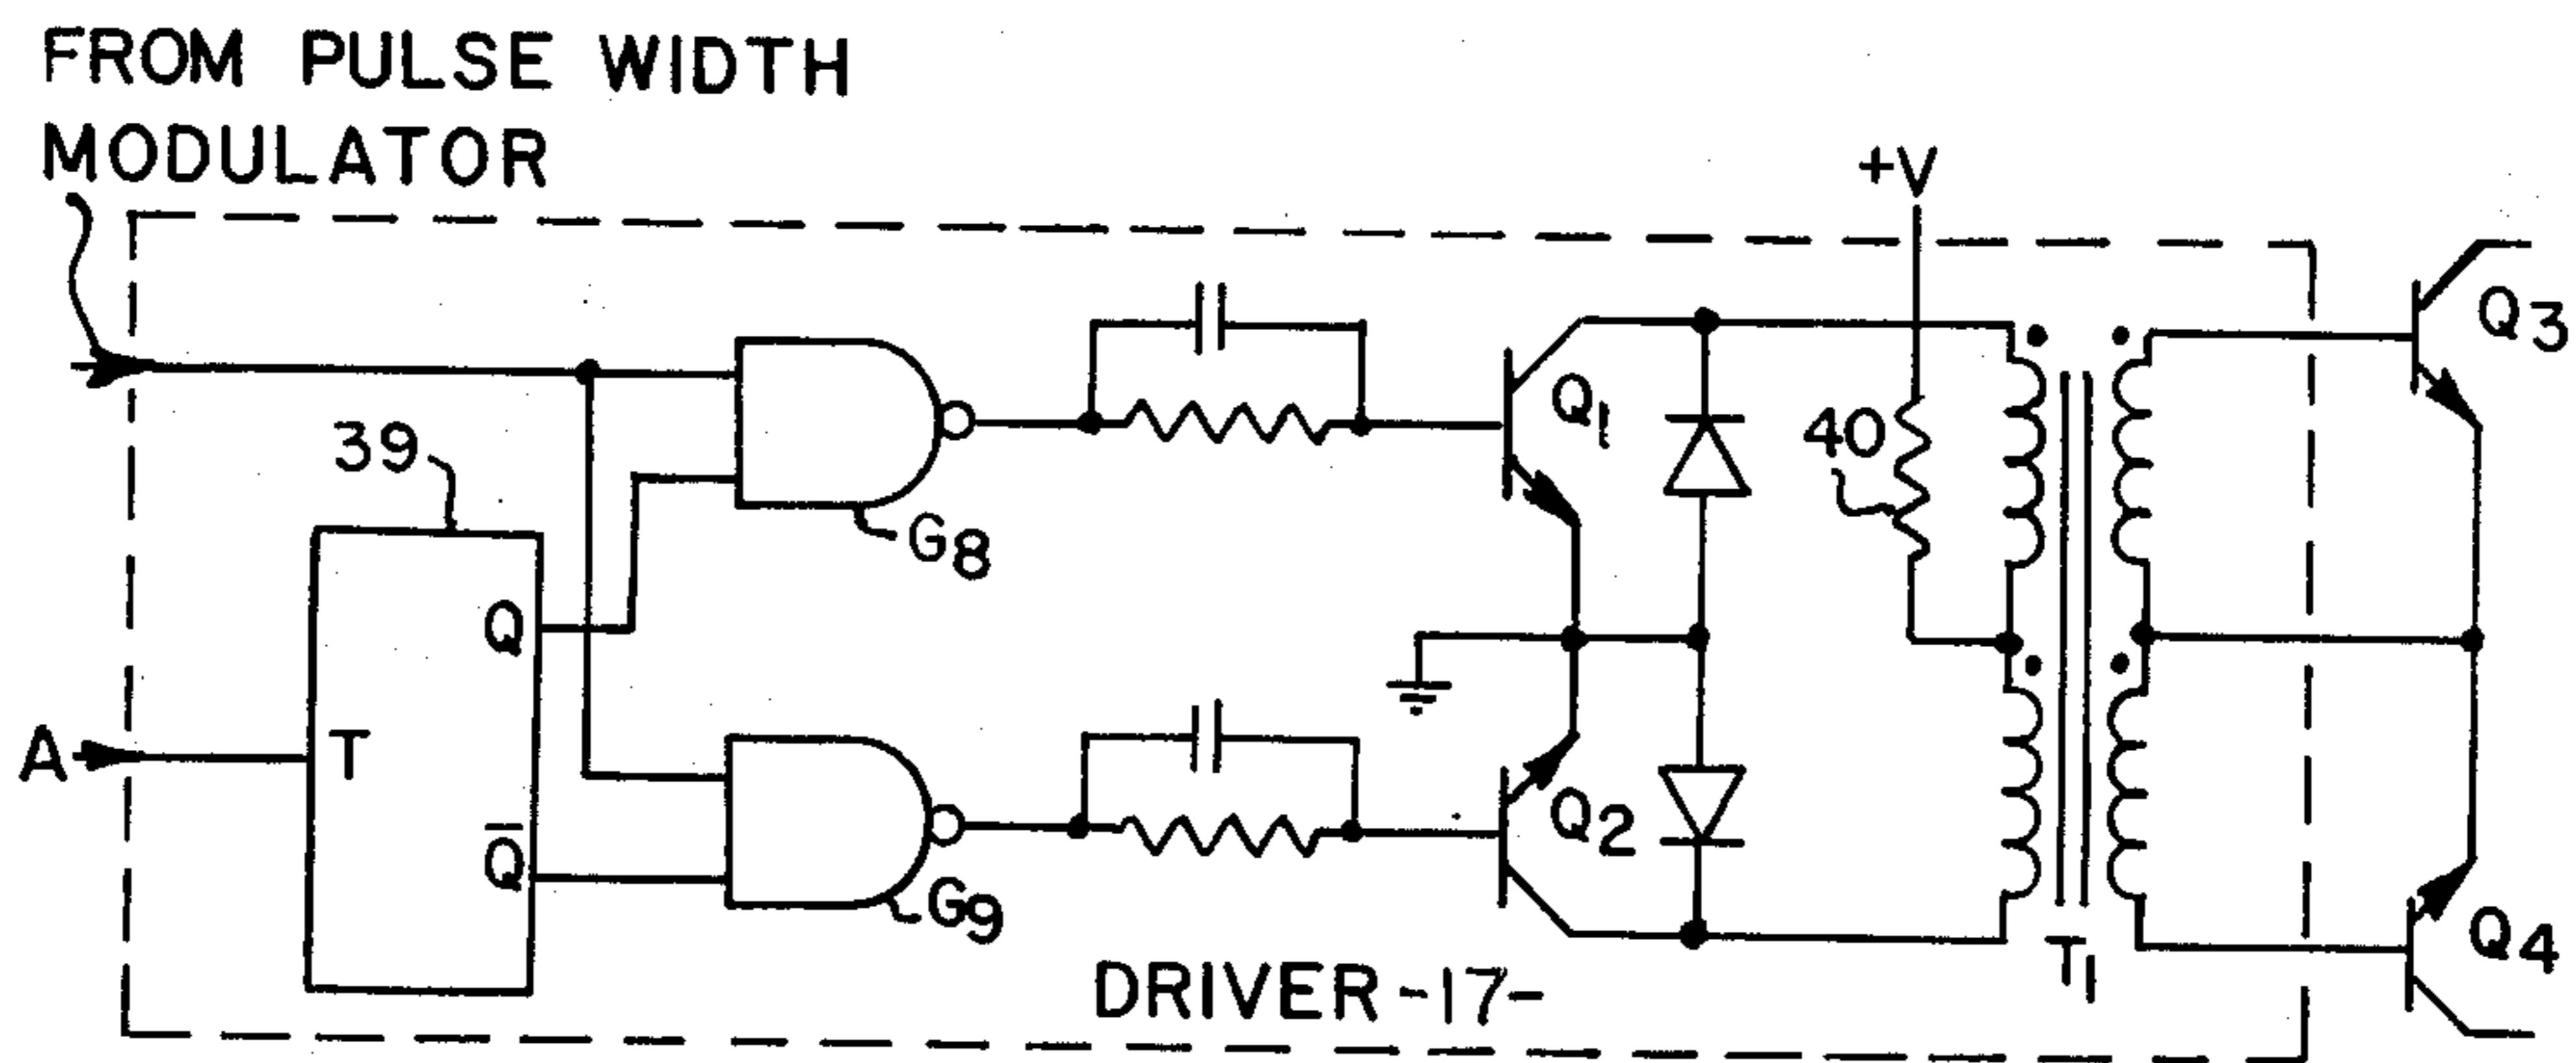 FROM PULSE WIDTH
MODULATOR
+V
Q3
Q1
40
39
G8
Q
T
A
Q2
Q̅
G9
Q4
T1
DRIVER -17-